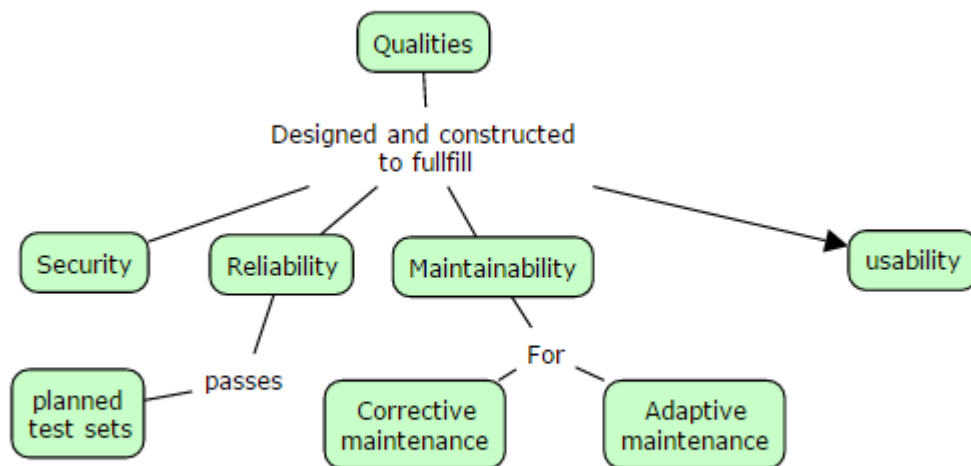 Qualities
Designed and constructed
to fullfill
Security
Reliability
Maintainability
usability
For
passes
planned
test sets
Corrective
maintenance
Adaptive
maintenance